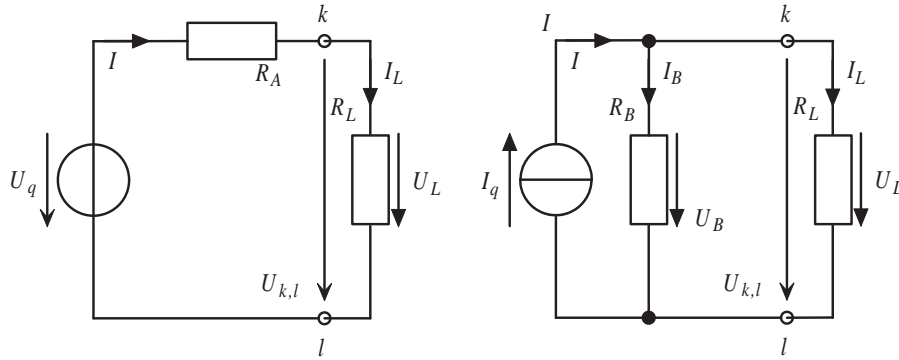 k
I
R_A
I_L
R_L
U_q
U_L
U_{k,l}
l
I
k
I
I_B
I_L
R_B
R_L
I_q
U_B
U_L
U_{k,l}
l